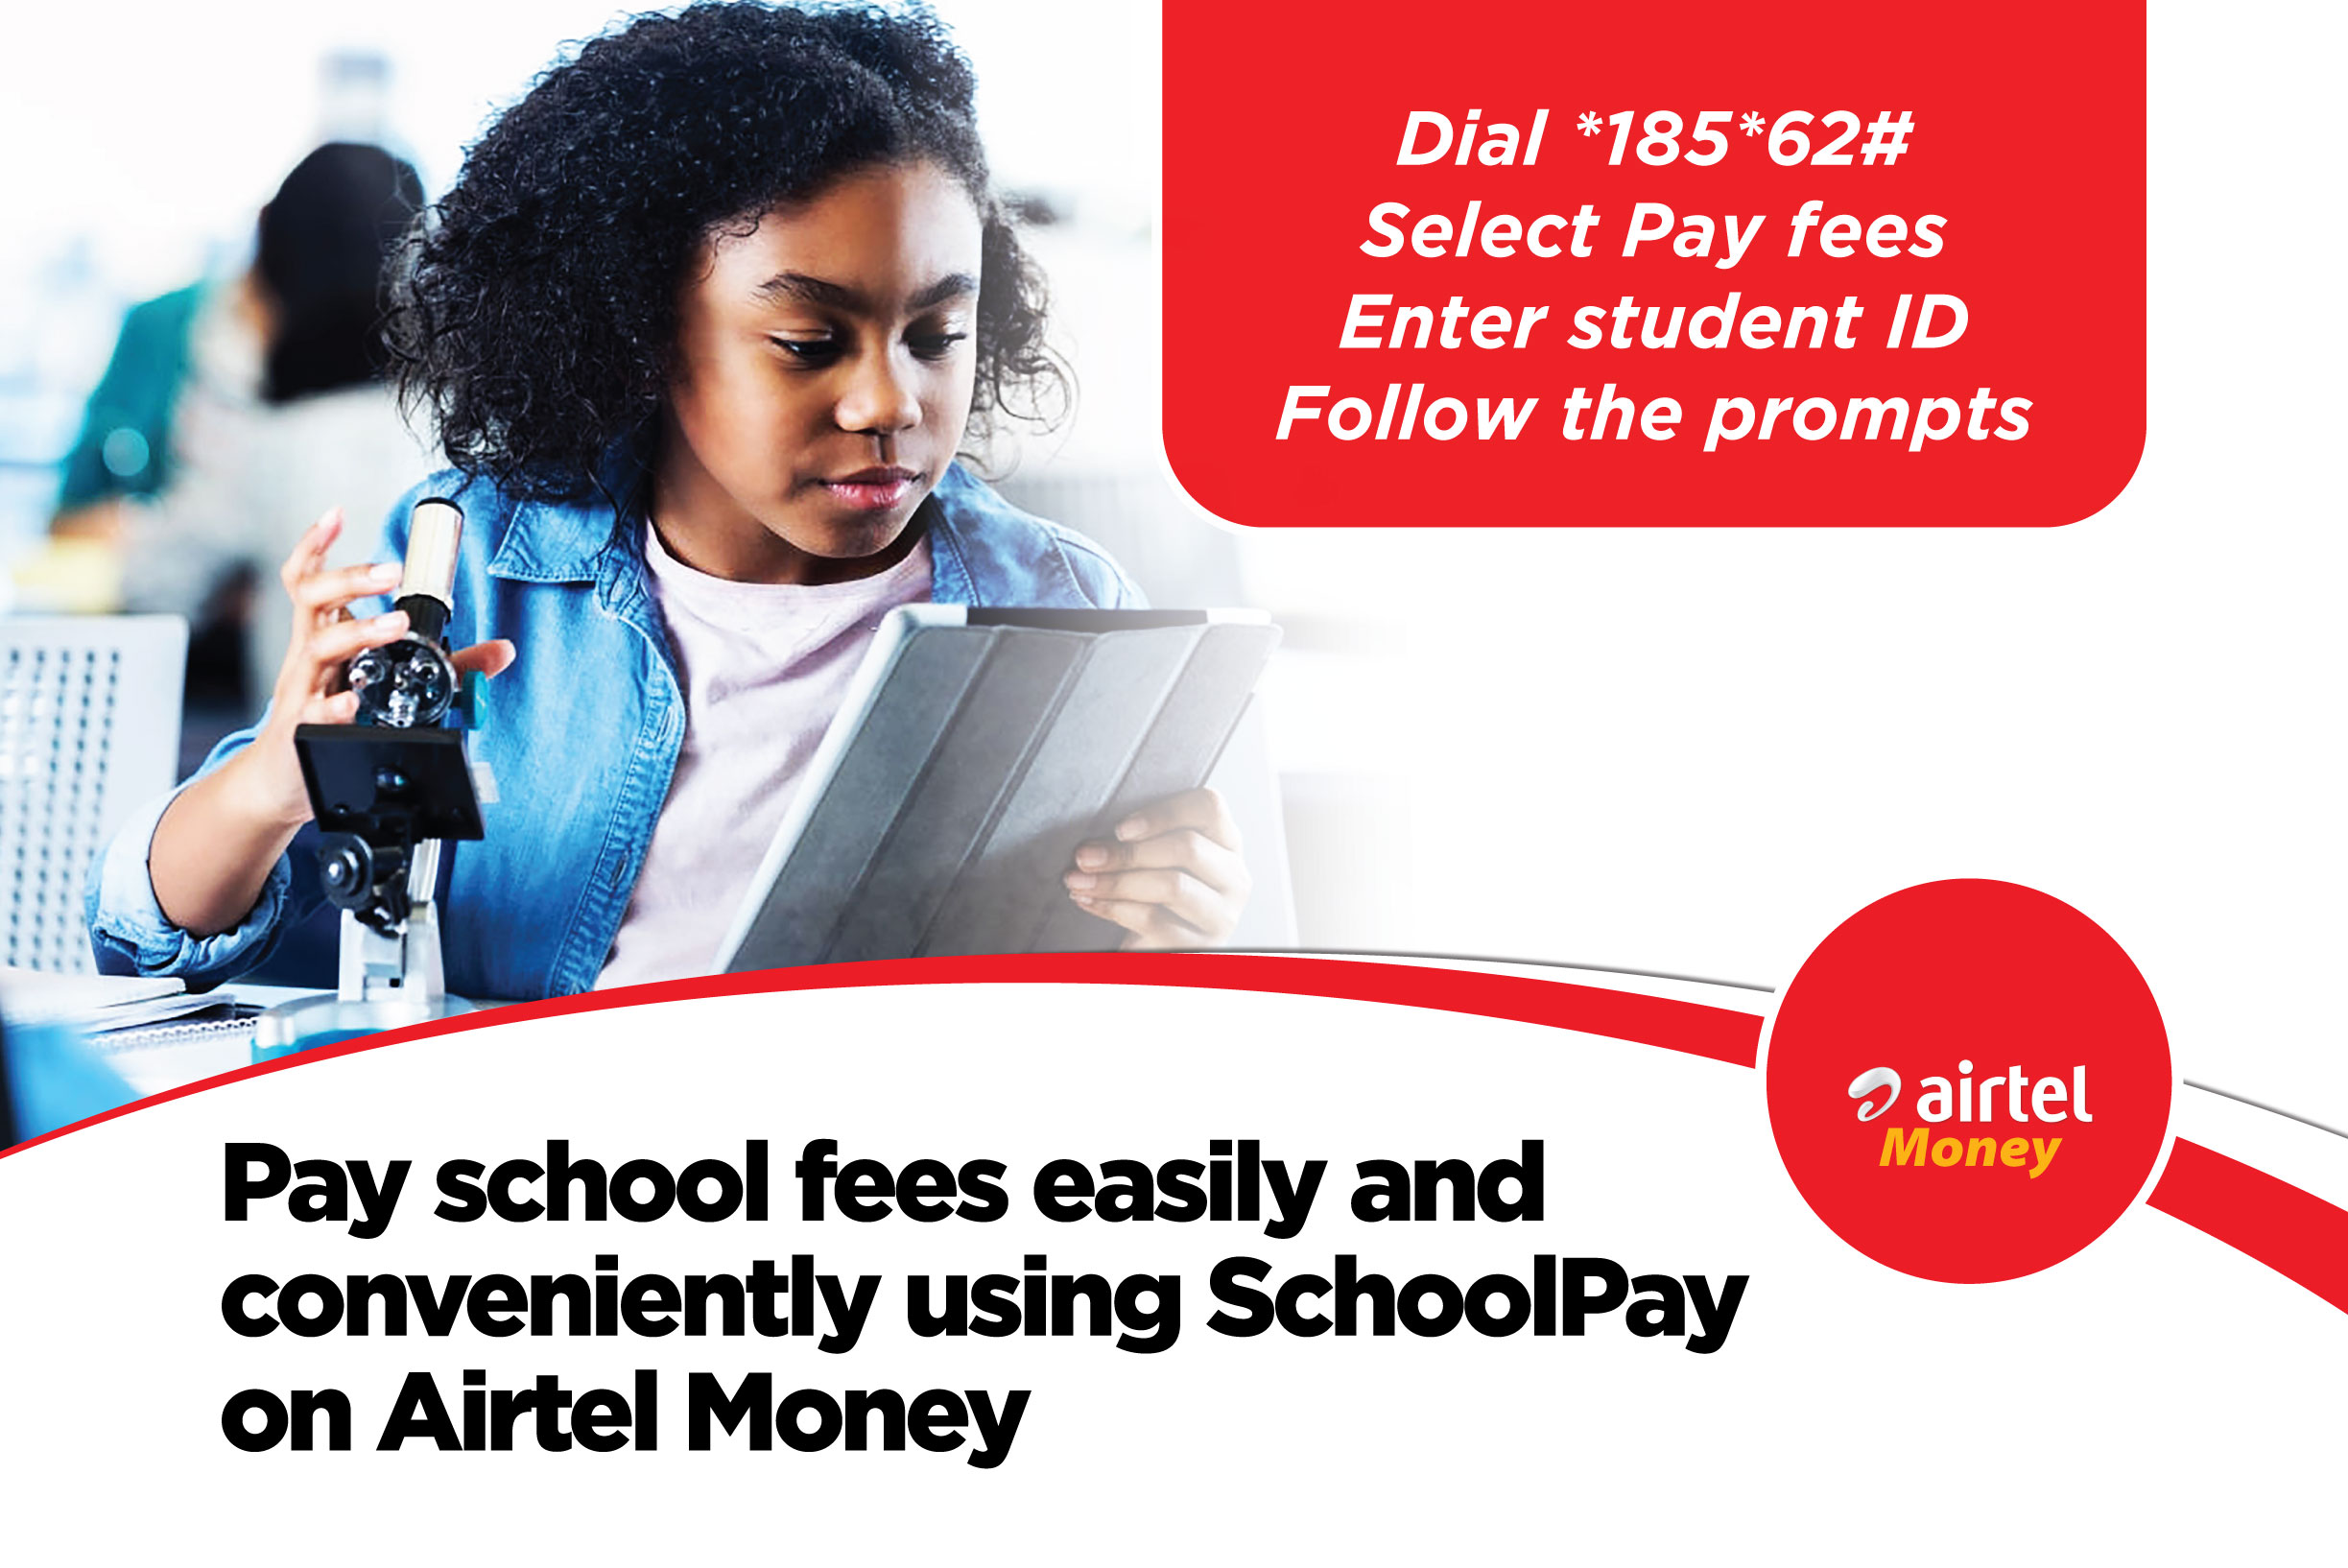 Dial *185*62#
Select Pay fees
Enter student ID
Follow the prompts
airtel
Money
Pay school fees easily and
conveniently using SchoolPay
on Airtel Money